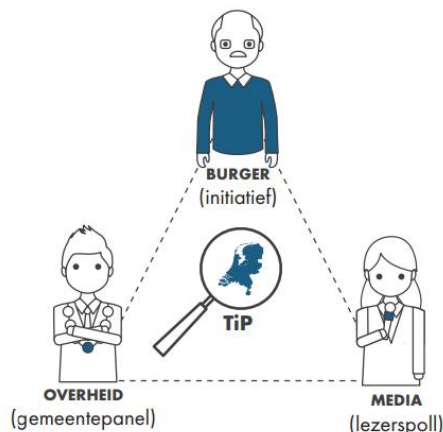 BURGER
(initiatief)
TiP
OVERHEID
(gemeentepanel)
MEDIA
(lezerspoll)